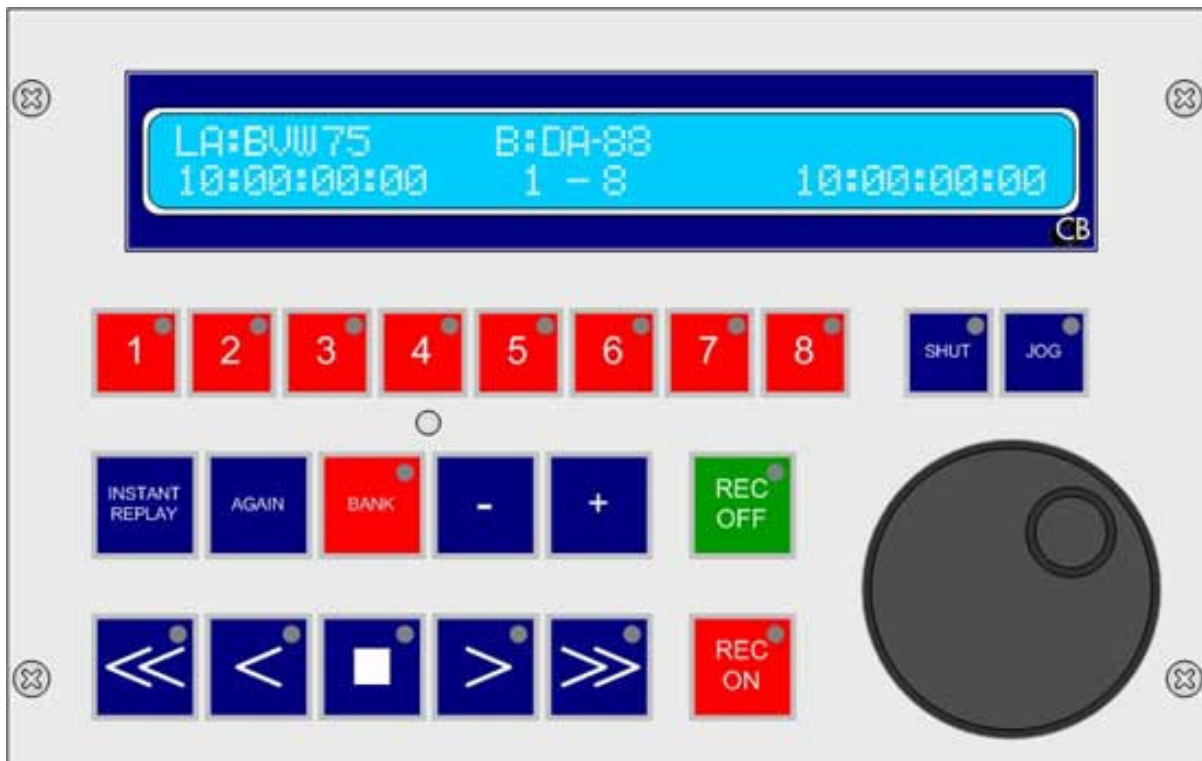 LA:BVW75 B:DA-88
10:00:00:00 1 - 8 10:00:00:00
CB
1 2 3 4 5 6 7 8 SHUT JOG
INSTANT
REPLAY
AGAIN
BANK
- +
REC
OFF
<< < ■ > >>
REC
ON